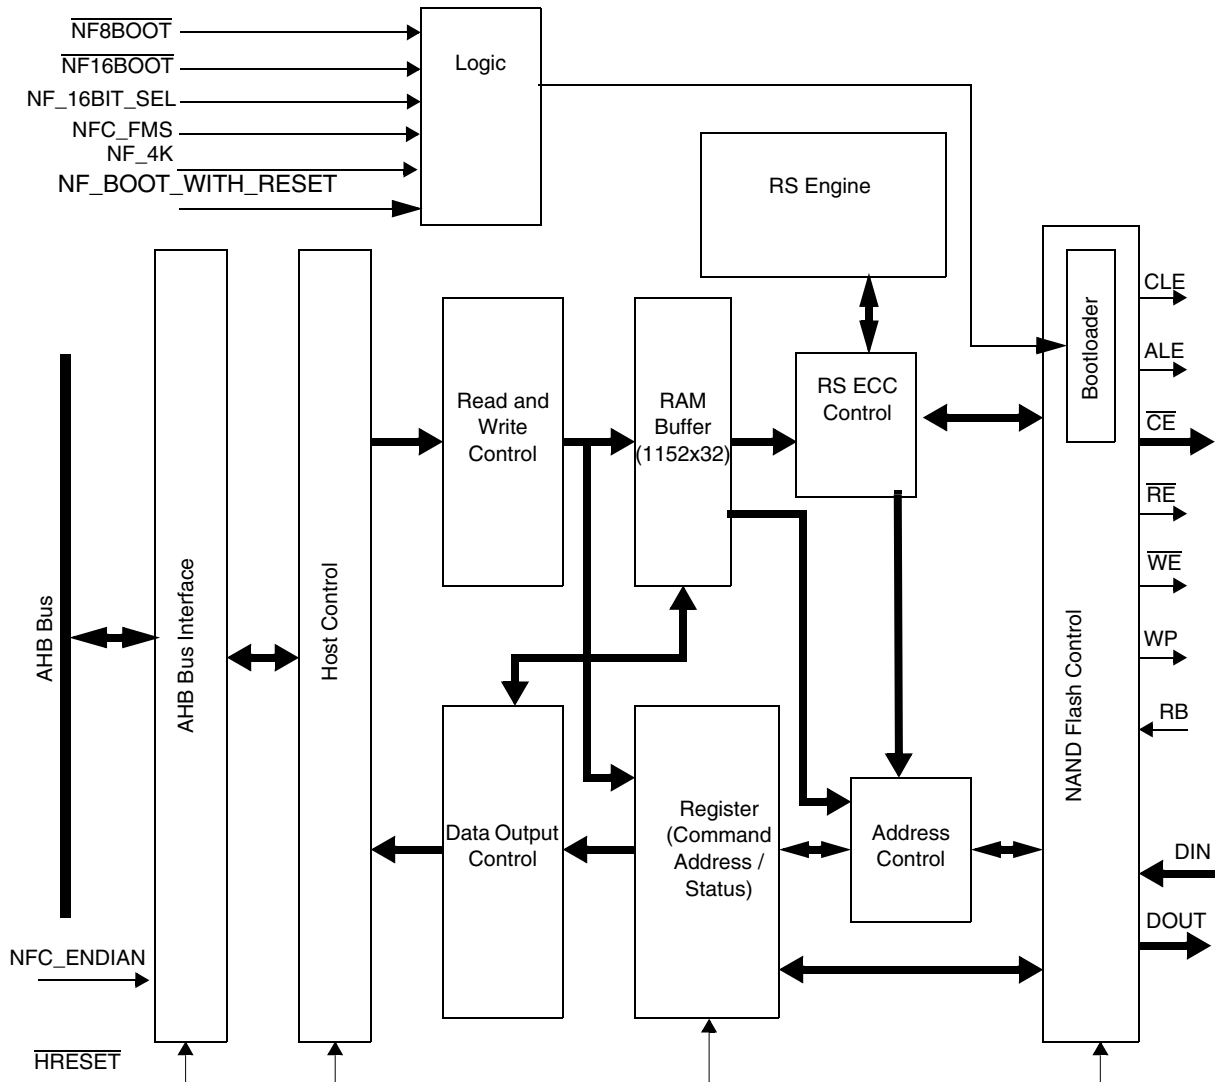 NF8BOOT
NF16BOOT
NF_16BIT_SEL
NFC_FMS
NF_4K
NF_BOOT_WITH_RESET
Logic
RS Engine
AHB Bus
AHB Bus Interface
Host Control
Read and
Write
Control
RAM
Buffer
(1152x32)
RS ECC
Control
Bootloader
NAND Flash Control
CLE
ALE
CE
RE
WE
WP
RB
DIN
DOUT
Data Output
Control
Register
(Command
Address /
Status)
Address
Control
NFC_ENDIAN
HRESET